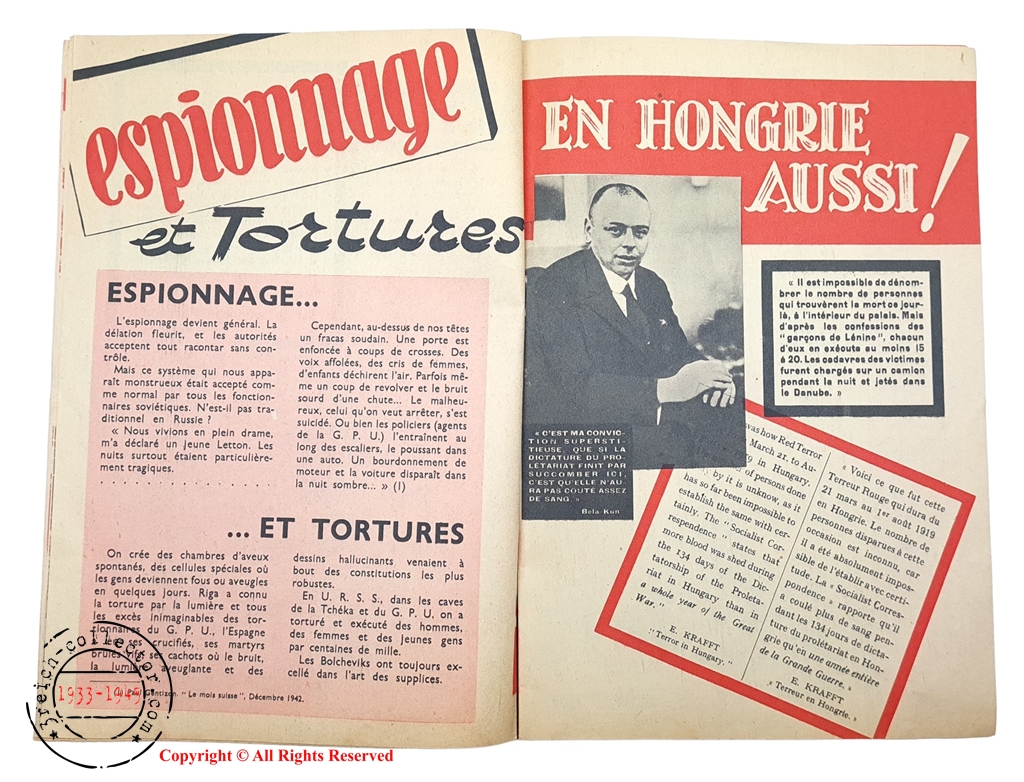 espionnage
et Tortures
ESPIONNAGE...
L'espionnage devient général. La
délation fleurit, et les autorités
acceptent tout racontar sans con-
trôle.
Mais ce système qui nous appa-
raît monstrueux était accepté com-
me normal par tous les fonction-
naires soviétiques. N'est-il pas tra-
ditionnel en Russie ?
« Nous vivions en plein drame,
m'a déclaré un jeune Letton. Les
nuits surtout étaient particulière-
ment tragiques.
Cependant, au-dessus de nos têtes
un fracas soudain. Une porte est
enfoncée à coups de crosses. Des
voix affolées, des cris de femmes,
d'enfants déchirent l'air. Parfois mê-
me un coup de revolver et le bruit
sourd d'une chute... Le malheu-
reux, celui qu'on veut arrêter, s'est
suicidé. Ou bien les policiers (agents
de la G. P. U.) l'entraînent au
long des escaliers, le poussant dans
une auto. Un bourdonnement de
moteur et la voiture disparaît dans
la nuit sombre... » (1)
... ET TORTURES
On crée des chambres d'aveux
spontanés, des cellules spéciales où
les gens deviennent fous ou aveugles
en quelques jours. Riga a connu
la torture par la lumière et tous
les excès inimaginables des tor-
tionnaires du G. P. U., l'Espagne
ses crucifiés, ses martyrs
brûlés vifs ses cachots où le bruit,
la lumière aveuglante et des
dessins hallucinants venaient à
bout des constitutions les plus
robustes.
En U. R. S. S., dans les caves
de la Tchéka et du G. P. U. on a
torturé et exécuté des hommes,
des femmes et des jeunes gens
par centaines de mille.
Les Bolcheviks ont toujours ex-
cellé dans l'art des supplices.
Gentizon. " Le mois suisse ", Décembre 1942.
EN HONGRIE
AUSSI !
« Il est impossible de dénom-
brer le nombre de personnes
qui trouvèrent la mort ce jour-
là, à l'intérieur du palais. Mais
d'après les confessions des
"garçons de Lénine", chacun
d'eux en exécuta au moins 15
à 20. Les cadavres des victimes
furent chargés sur un camion
pendant la nuit et jetés dans
le Danube. »
« C'EST MA CONVIC-
TION SUPERSTI-
TIEUSE, QUE SI LA
DICTATURE DU PRO-
LÉTARIAT FINIT PAR
SUCCOMBER ICI,
C'EST QU'ELLE N'AU-
RA PAS COUTÉ ASSEZ
DE SANG. »
Bela-Kun
was how Red Terror
March 21, to Au-
9 in Hungary.
of persons done
by it is unknow, as it
has so far been impossible to
establish the same with cer-
tainly. The " Socialist Cor-
respendence " states that
more blood was shed during
the 134 days of the Dic-
tatorship of the Proleta-
riat in Hungary than in
a whole year of the Great
War. "
E. KRAFFT
" Terror in Hungary. "
« Voici ce que fut cette
Terreur Rouge qui dura du
21 mars au 1er août 1919
en Hongrie. Le nombre de
personnes disparues à cette
occasion est inconnu, car
il a été absolument impos-
sible de l'établir avec certi-
tude. La « Socialist Corres-
pondence » rapporte qu'il
a coulé plus de sang pen-
dant les 134 jours de dicta-
ture du prolétariat en Hon-
grie qu'en une année entière
de la Grande Guerre. »
E. KRAFFT
« Terreur en Hongrie. »
3reich-collector.com
1933-1945
Copyright © All Rights Reserved